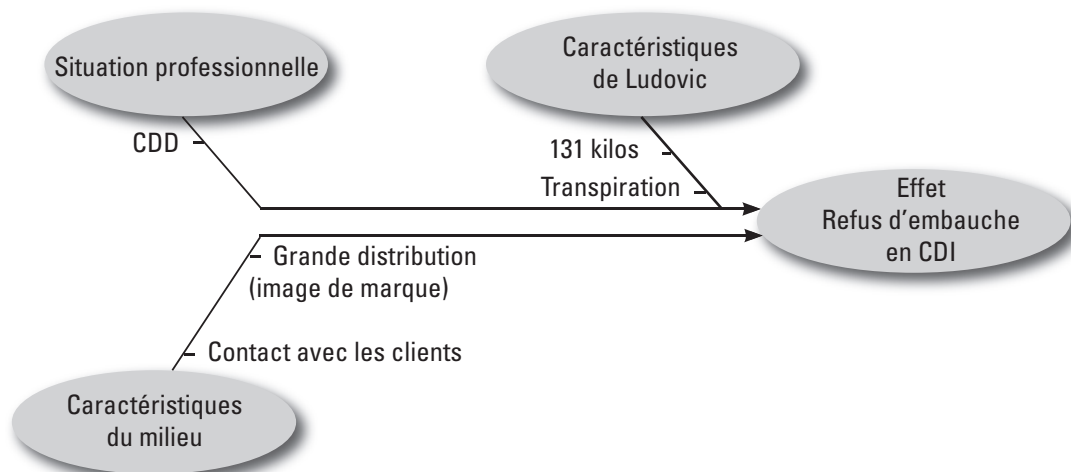 Situation professionnelle
Caractéristiques
de Ludovic
CDD
131 kilos
Transpiration
Effet
Refus d'embauche
en CDI
Grande distribution
(image de marque)
Contact avec les clients
Caractéristiques
du milieu